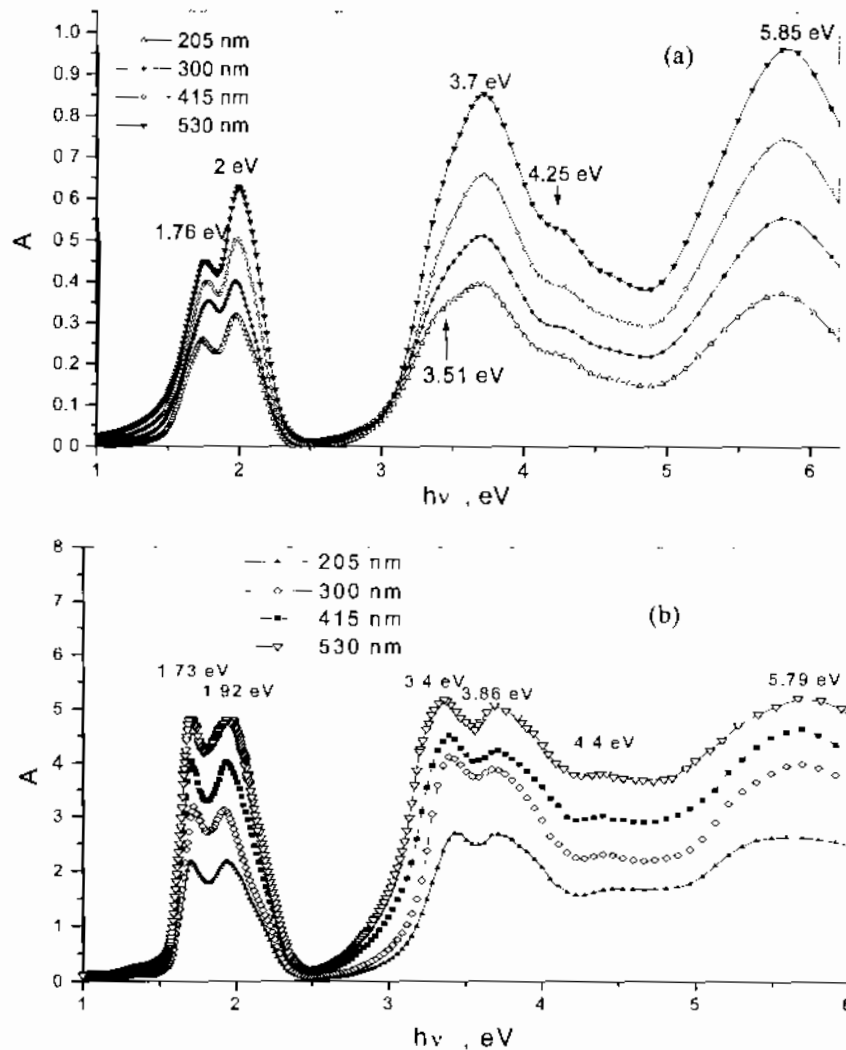 1.0
205 nm
300 nm
415 nm
530 nm
(a)
5.85 eV
3.7 eV
4.25 eV
2 eV
1.76 eV
3.51 eV
0.9
0.8
0.7
0.6
0.5
0.4
0.3
0.2
0.1
0.0
A
1 2 3 4 5 6
hν , eV
8
7
6
5
4
3
2
1
0
A
205 nm
300 nm
415 nm
530 nm
(b)
1.73 eV
1.92 eV
3.4 eV
3.86 eV
4.4 eV
5.79 eV
1 2 3 4 5 6
hν , eV